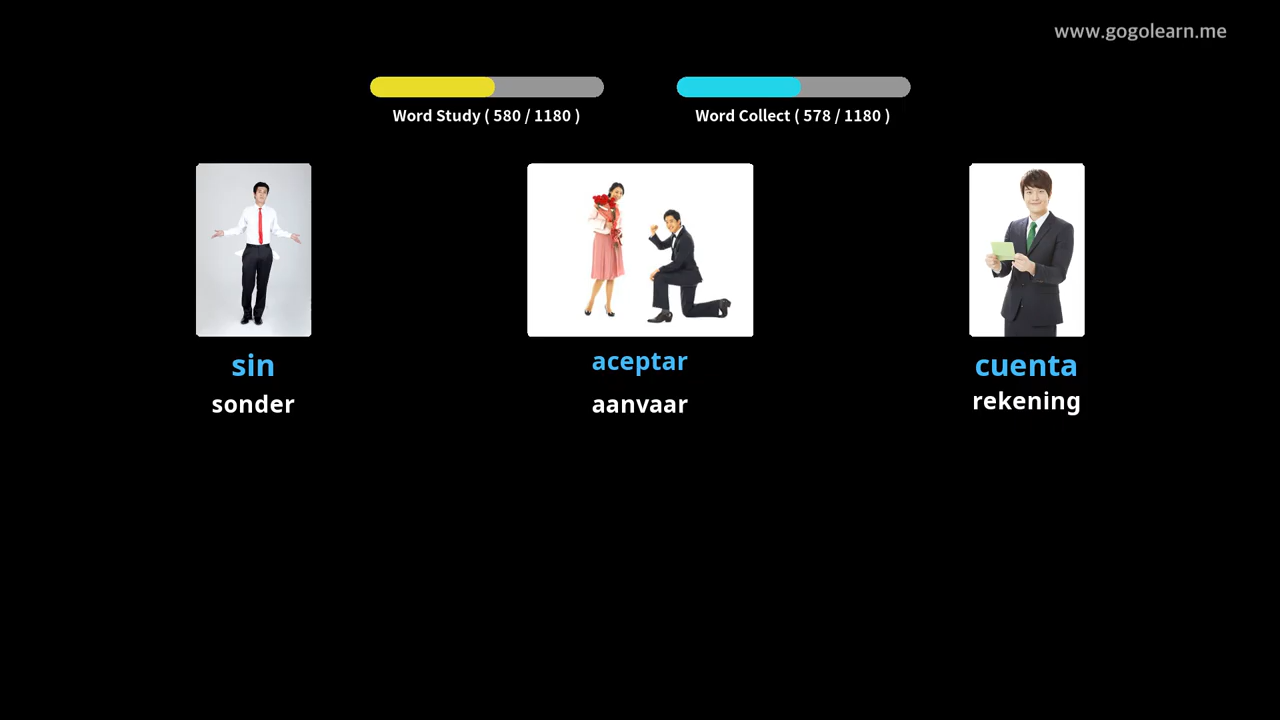 www.gogolearn.me
Word Study ( 580 / 1180 )
Word Collect ( 578 / 1180 )
sin
sonder
aceptar
aanvaar
cuenta
rekening